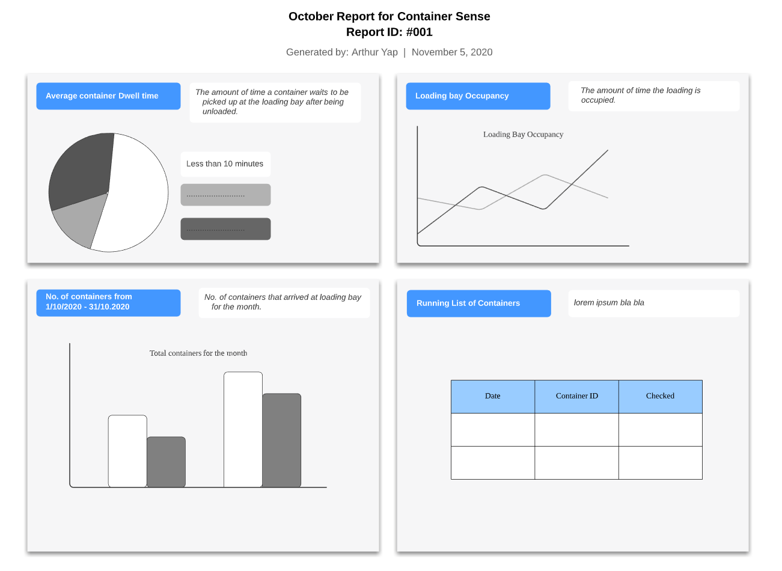 October Report for Container Sense
Report ID: #001
Generated by: Arthur Yap | November 5, 2020
Average container Dwell time
The amount of time a container waits to be
picked up at the loading bay after being
unloaded.
Less than 10 minutes
............................
............................
Loading bay Occupancy
The amount of time the loading is
occupied.
Loading Bay Occupancy
No. of containers from
1/10/2020 - 31/10.2020
No. of containers that arrived at loading bay
for the month.
Total containers for the month
Running List of Containers
lorem ipsum bla bla
Date Container ID Checked